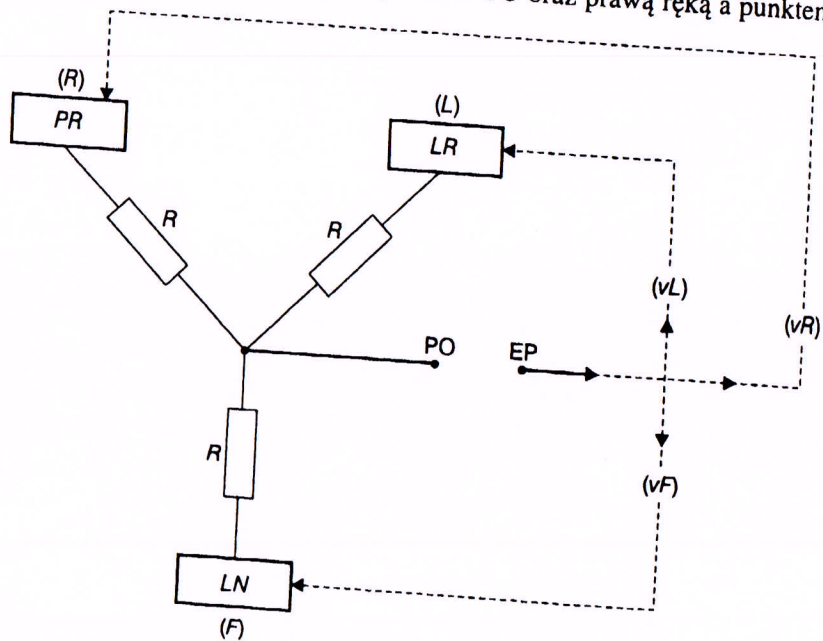 oraz prawą ręką a punktem
(R)
PR
(L)
LR
R
R
(vL)
(vR)
PO
EP
R
(vF)
LN
(F)